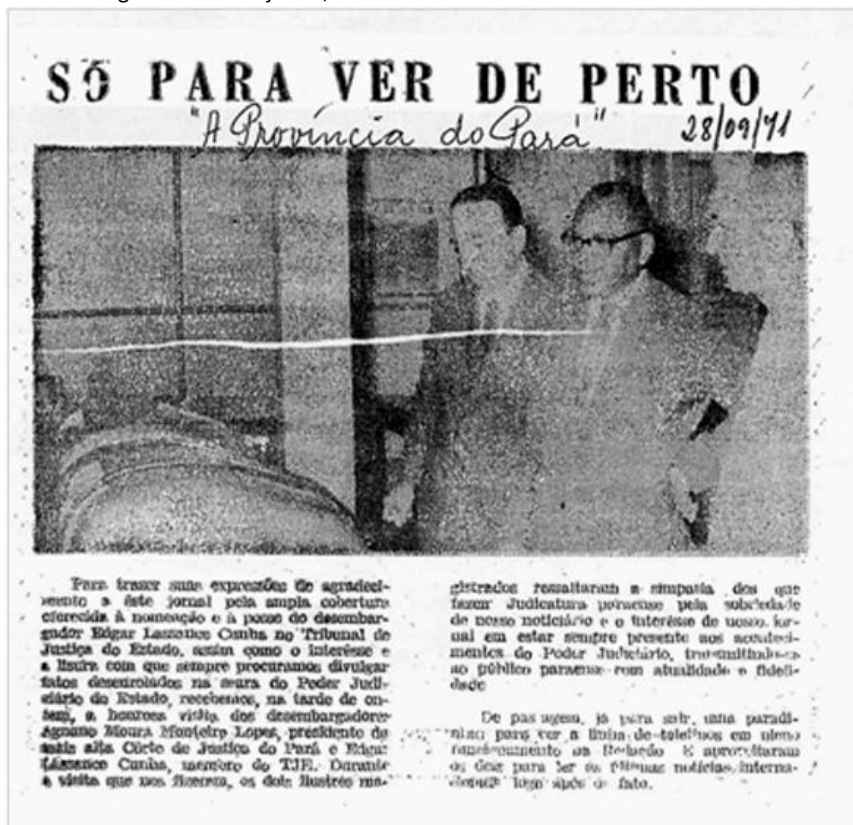 SÓ PARA VER DE PERTO
"A Província do Pará" 28/09/71
Para trazer suas expressões de agradeci-
mento a êste jornal pela ampla cobertura
oferecida à nomeação e à posse do desembar-
gador Edgar Lassance Cunha no Tribunal de
Justiça do Estado, assim como o interêsse e
a lisura com que sempre procuramos divulgar
fatos desenrolados na seara do Poder Judi-
ciário do Estado, recebemos, na tarde de on-
tem, a honrosa visita dos desembargadores
Agnano Moura Monteiro Lopes, presidente da
mais alta Côrte de Justiça do Pará e Edgar
Lassance Cunha, membro do TJE. Durante
a visita que nos fizeram, os dois ilustres ma-
gistrados ressaltaram a simpatia dos que
fazem Judicatura paraense pela sobriedade
de nosso noticiário e o interêsse de nosso jor-
nal em estar sempre presente aos aconteci-
mentos do Poder Judiciário,
ao público paraense com atualidade e fideli-
dade
De passagem, já para sair, uma paradi-
nha para ver a linha de teletipos em pleno
funcionamento na Redação E aproveitaram
os dois para ler as últimas notícias interna-
logo após o fato.